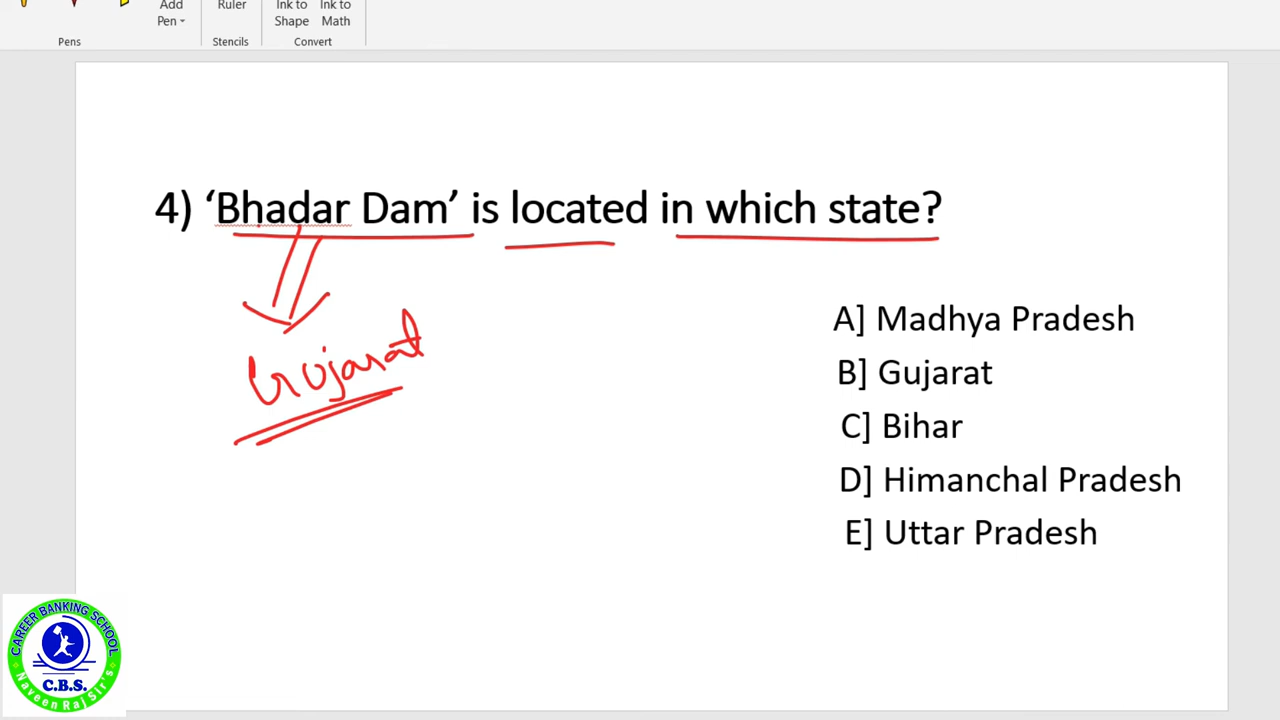 Add
Pen
Ruler
Ink to
Shape
Ink to
Math
Pens
Stencils
Convert
4) ‘Bhadar Dam’ is located in which state?
Gujarat
A] Madhya Pradesh
B] Gujarat
C] Bihar
D] Himanchal Pradesh
E] Uttar Pradesh
CAREER BANKING SCHOOL
C.B.S.
Naveen Raj Sir's